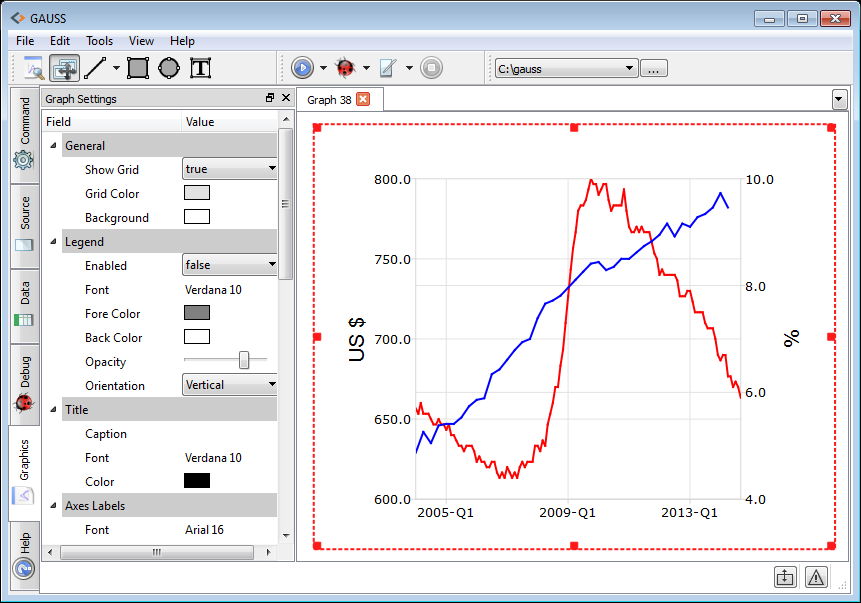 GAUSS
File Edit Tools View Help
T
C:\gauss ...
Command
Source
Data
Debug
Graphics
Help
Graph Settings
Field Value
General
Show Grid true
Grid Color
Background
Legend
Enabled false
Font Verdana 10
Fore Color
Back Color
Opacity
Orientation Vertical
Title
Caption
Font Verdana 10
Color
Axes Labels
Font Arial 16
Graph 38
800.0
750.0
700.0
650.0
600.0
US $
10.0
8.0
6.0
4.0
%
2005-Q1 2009-Q1 2013-Q1